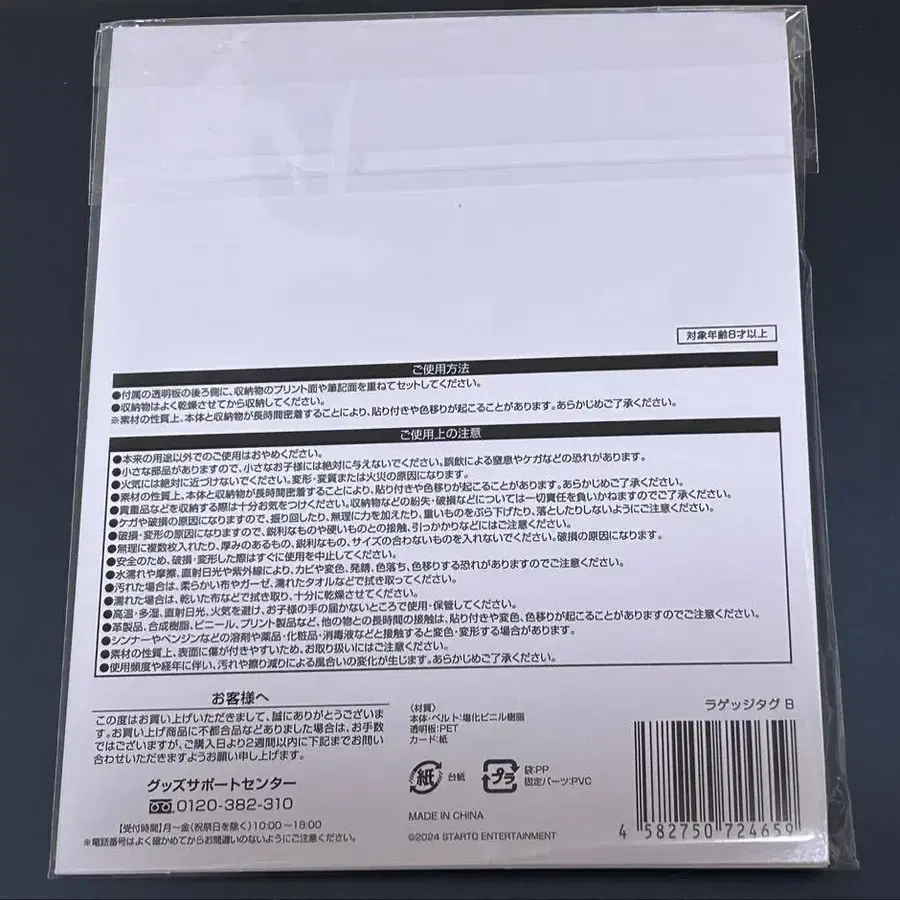 対象年齢8才以上
ご使用方法
●付属の透明板の後ろ側に、収納物のプリント面や筆記面を重ねてセットしてください。
●収納物はよく乾燥させてから収納してください。
※素材の性質上、本体と収納物が長時間密着することにより、貼り付きや色移りが起こることがあります。あらかじめご了承ください。
ご使用上の注意
●本来の用途以外でのご使用はおやめください。
●小さな部品がありますので、小さなお子様には絶対に与えないでください。誤飲による窒息やケガなどの恐れがあります。
●火気には絶対に近づけないでください。変形・変質または火災の原因になります。
●素材の性質上、本体と収納物が長時間密着することにより、貼り付きや色移りが起こることがあります。あらかじめご了承ください。
●貴重品などを収納する際は十分お気をつけください。収納物などの紛失・破損などについては一切責任を負いかねますのでご了承ください。
●ケガや破損の原因になりますので、振り回したり、無理に力を加えたり、重いものをぶら下げたり、落としたりしないようにご注意ください。
●破損・変形の原因になりますので、鋭利なものや硬いものとの接触、引っかかりなどにはご注意ください。
●無理に複数枚入れたり、厚みのあるもの、鋭利なもの、サイズの合わないものを入れないでください。破損の原因になります。
●安全のため、破損・変形した際はすぐに使用を中止してください。
●水濡れや摩擦、直射日光や紫外線により、カビや変色、発錆、色落ち、色移りする恐れがありますのでご注意ください。
●汚れた場合は、柔らかい布やガーゼ、濡れたタオルなどで拭き取ってください。
●濡れた場合は、乾いた布などで拭き取り、十分に乾燥させてください。
●高温・多湿、直射日光、火気を避け、お子様の手の届かないところで使用・保管してください。
●革製品、合成樹脂、ビニール、プリント製品など、他の物との長時間の接触は、貼り付きや変色、色移りが起こることがありますのでご注意ください。
●シンナーやベンジンなどの溶剤や薬品・化粧品・消毒液などと接触すると変色・変形する場合があります。
●素材の性質上、表面に傷が付きやすいため、お取り扱いにはご注意ください。
●使用頻度や経年に伴い、汚れや擦り減りによる風合いの変化が生じます。あらかじめご了承ください。
お客様へ
この度はお買い上げいただきまして、誠にありがとうございま
す。お買い上げ商品に不都合品などありました場合は、お手数
ではございますが、ご購入日より2週間以内に下記までお問い
合わせいただきますようお願い申し上げます。
グッズサポートセンター
0120-382-310
【受付時間】月～金(祝祭日を除く)10:00～18:00
※電話番号はよく確かめてからお間違いのないようにご注意ください。
〈材質〉
本体・ベルト:塩化ビニル樹脂
透明板:PET
カード:紙
紙 台紙
プラ 袋:PP
固定パーツ:PVC
MADE IN CHINA
©2024 STARTO ENTERTAINMENT
ラゲッジタグ B
4 582750 724659